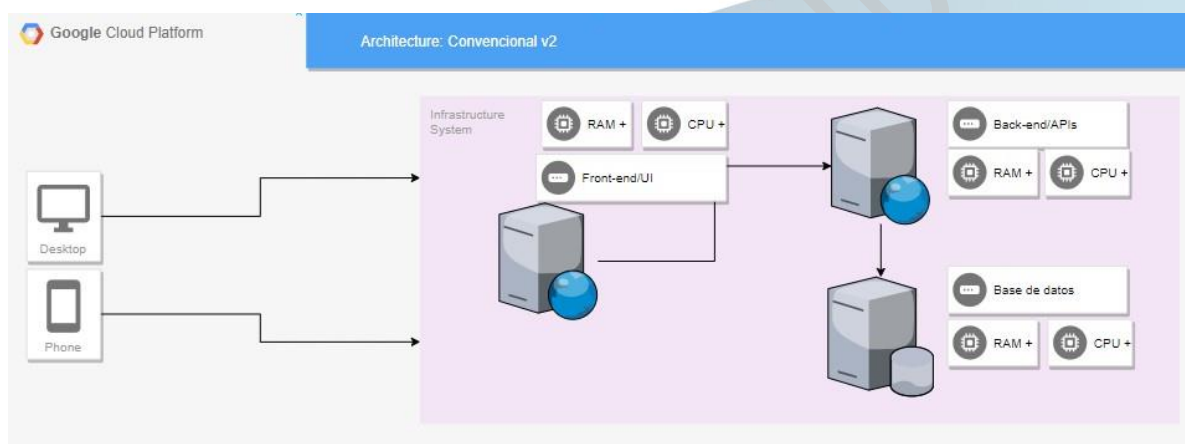 Google Cloud Platform
Architecture: Convencional v2
Infrastructure
System
RAM +
CPU +
Front-end/UI
Back-end/APIs
RAM +
CPU +
Desktop
Phone
Base de datos
RAM +
CPU +